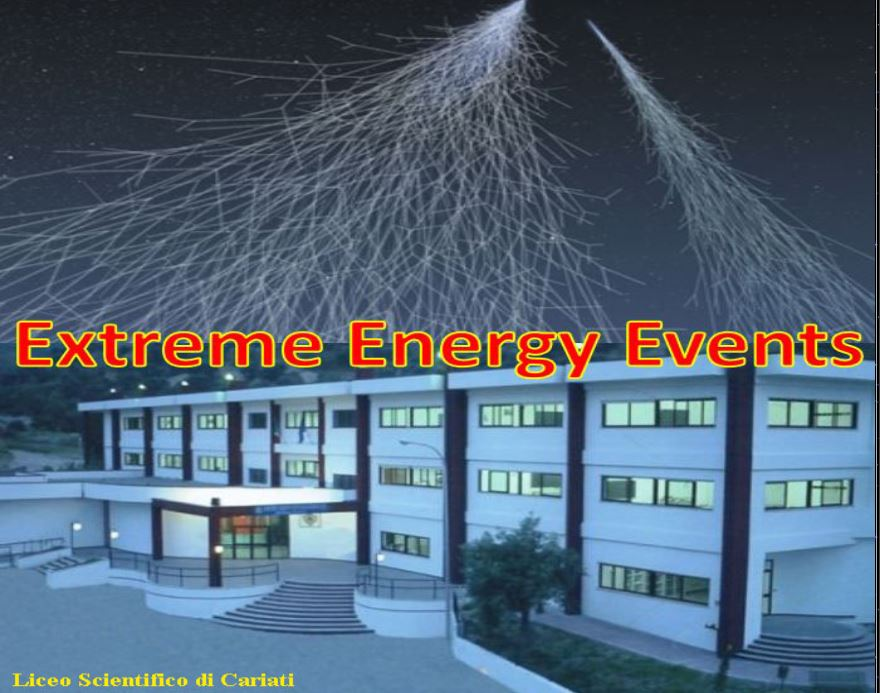 Extreme Energy Events
Liceo Scientifico di Cariati